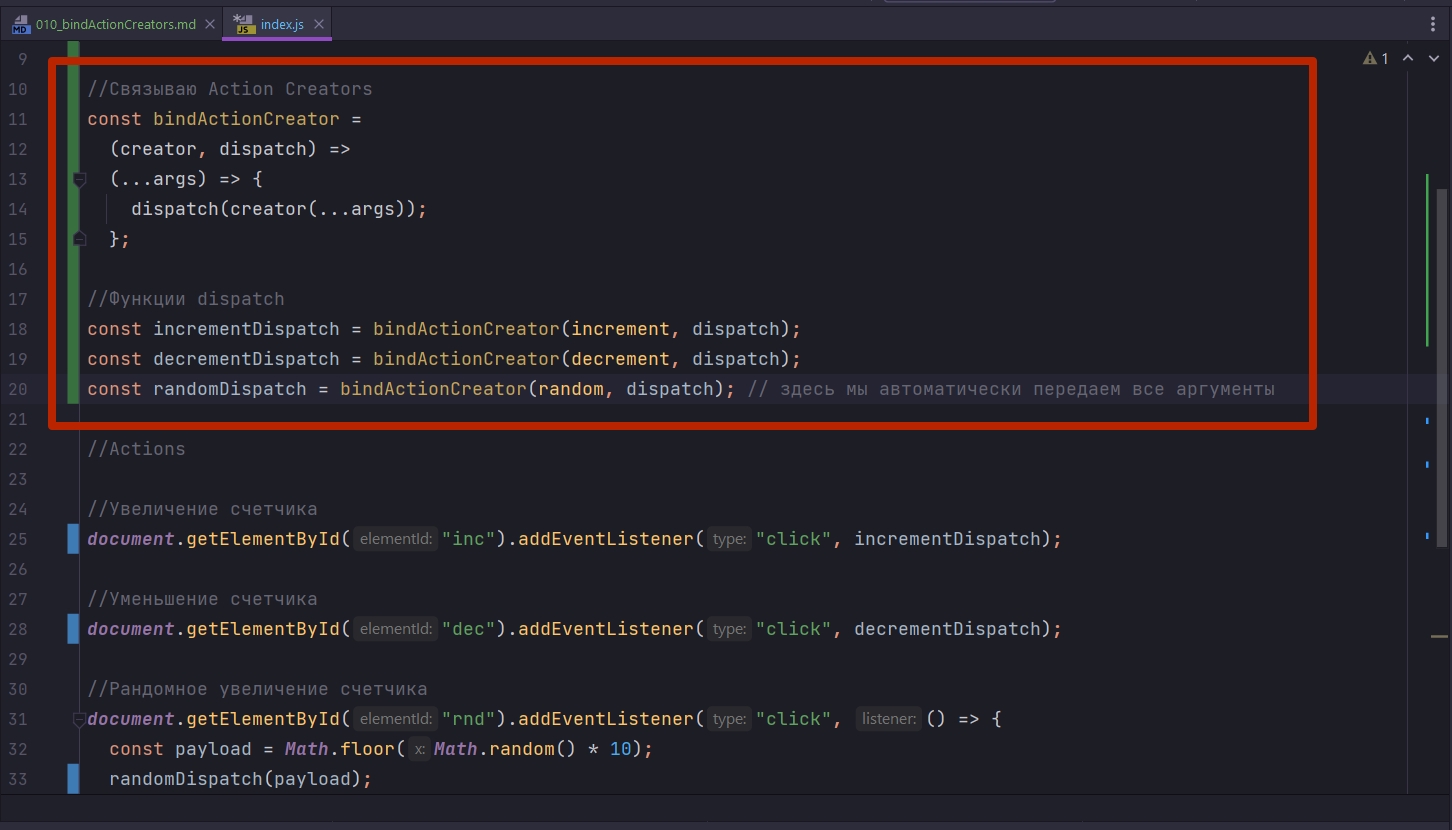 010_bindActionCreators.md index.js
1
9
10 //Связываю Action Creators
11 const bindActionCreator =
12 (creator, dispatch) =>
13 (...args) => {
14 dispatch(creator(...args));
15 };
16
17 //Функции dispatch
18 const incrementDispatch = bindActionCreator(increment, dispatch);
19 const decrementDispatch = bindActionCreator(decrement, dispatch);
20 const randomDispatch = bindActionCreator(random, dispatch); // здесь мы автоматически передаем все аргументы
21
22 //Actions
23
24 //Увеличение счетчика
25 document.getElementById( elementId: "inc").addEventListener( type: "click", incrementDispatch);
26
27 //Уменьшение счетчика
28 document.getElementById( elementId: "dec").addEventListener( type: "click", decrementDispatch);
29
30 //Рандомное увеличение счетчика
31 document.getElementById( elementId: "rnd").addEventListener( type: "click", listener: () => {
32 const payload = Math.floor( x: Math.random() * 10);
33 randomDispatch(payload);